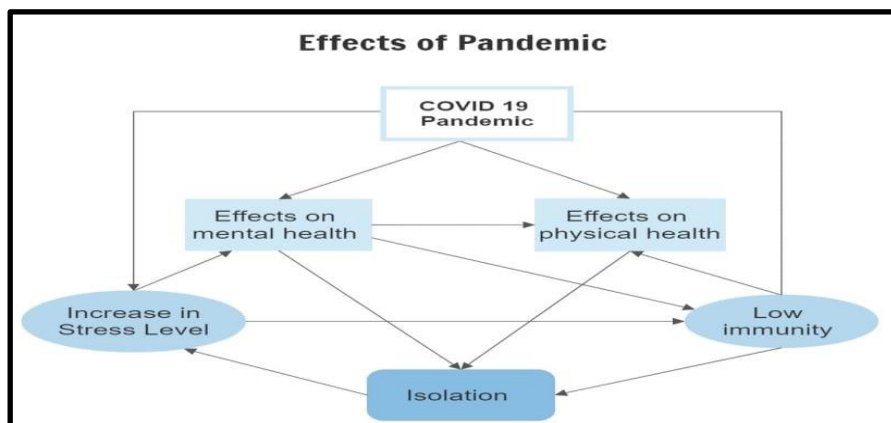 Effects of Pandemic
COVID 19
Pandemic
Effects on
mental health
Effects on
physical health
Increase in
Stress Level
Low
immunity
Isolation